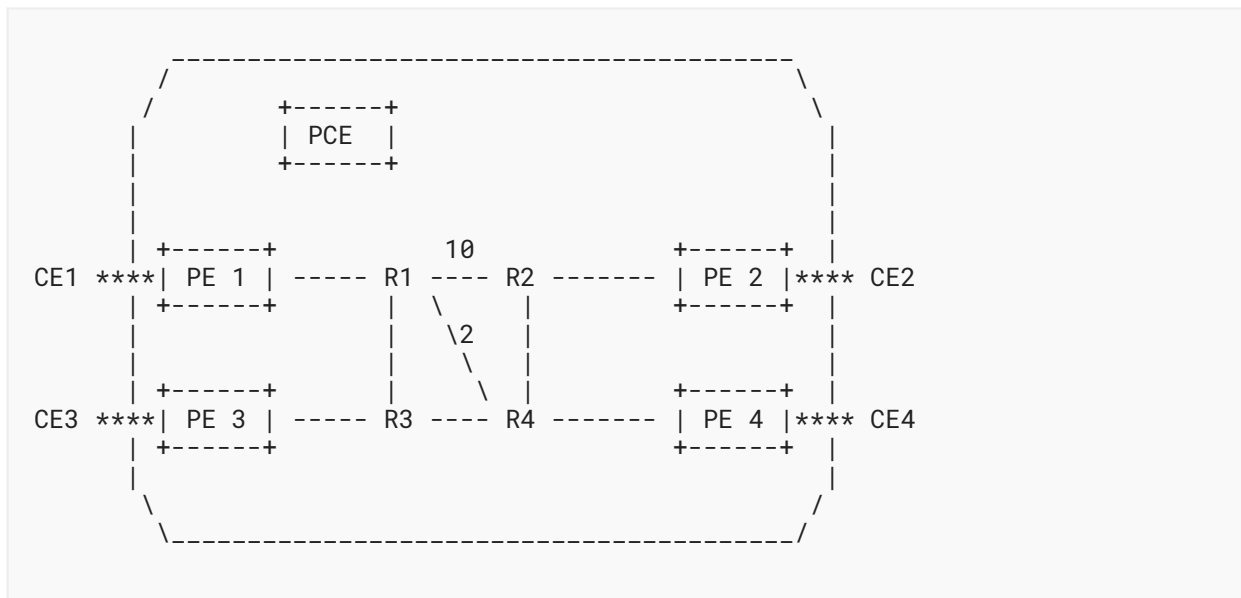 PCE
10
CE1 ****| PE 1 | ----- R1 ---- R2 ------- | PE 2 |**** CE2
2
CE3 ****| PE 3 | ----- R3 ---- R4 ------- | PE 4 |**** CE4